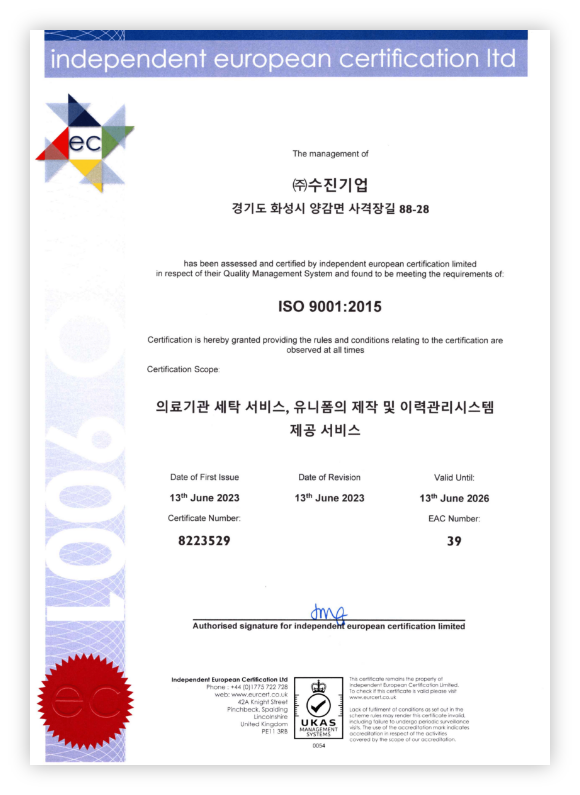 independent european certification ltd
ec
The management of
㈜수진기업
경기도 화성시 양감면 사격장길 88-28
has been assessed and certified by independent european certification limited
in respect of their Quality Management System and found to be meeting the requirements of:
ISO 9001:2015
Certification is hereby granted providing the rules and conditions relating to the certification are
observed at all times
Certification Scope:
의료기관 세탁 서비스, 유니폼의 제작 및 이력관리시스템
제공 서비스
Date of First Issue
Date of Revision
Valid Until:
13th June 2023
13th June 2023
13th June 2026
Certificate Number:
EAC Number:
8223529
39
Authorised signature for independent european certification limited
Independent European Certification Ltd
Phone : +44 (0)1775 722 728
web: www.eurcert.co.uk
42A Knight Street
Pinchbeck, Spalding
Lincolnshire
United Kingdom
PE11 3RB
UKAS
MANAGEMENT
SYSTEMS
0054
This certificate remains the property of
Independent European Certification Limited.
To check if this certificate is valid please visit
www.eurcert.co.uk
Lack of fulfilment of conditions as set out in the
scheme rules may render this certificate invalid,
including failure to undergo periodic surveillance
visits. The use of the accreditation mark indicates
accreditation in respect of the activities
covered by the scope of our accreditation.
ISO 9001
ec